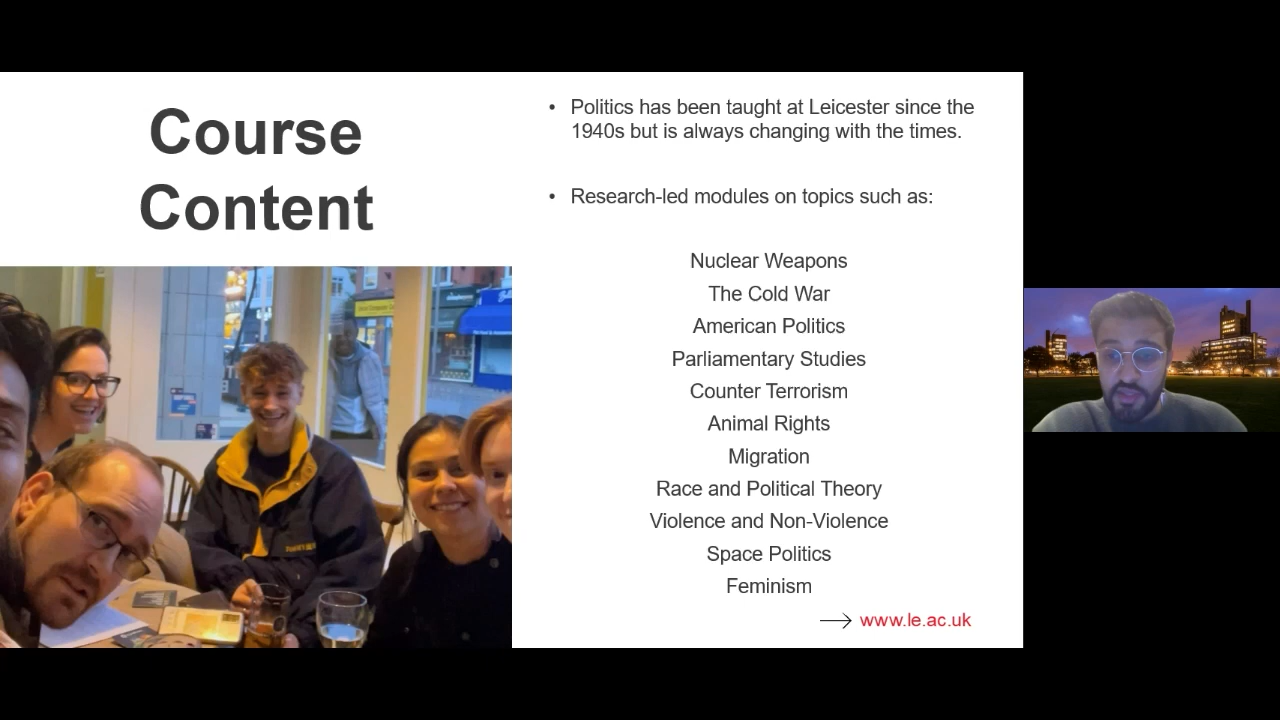 Course
Content
• Politics has been taught at Leicester since the
1940s but is always changing with the times.
• Research-led modules on topics such as:
Nuclear Weapons
The Cold War
American Politics
Parliamentary Studies
Counter Terrorism
Animal Rights
Migration
Race and Political Theory
Violence and Non-Violence
Space Politics
Feminism
www.le.ac.uk